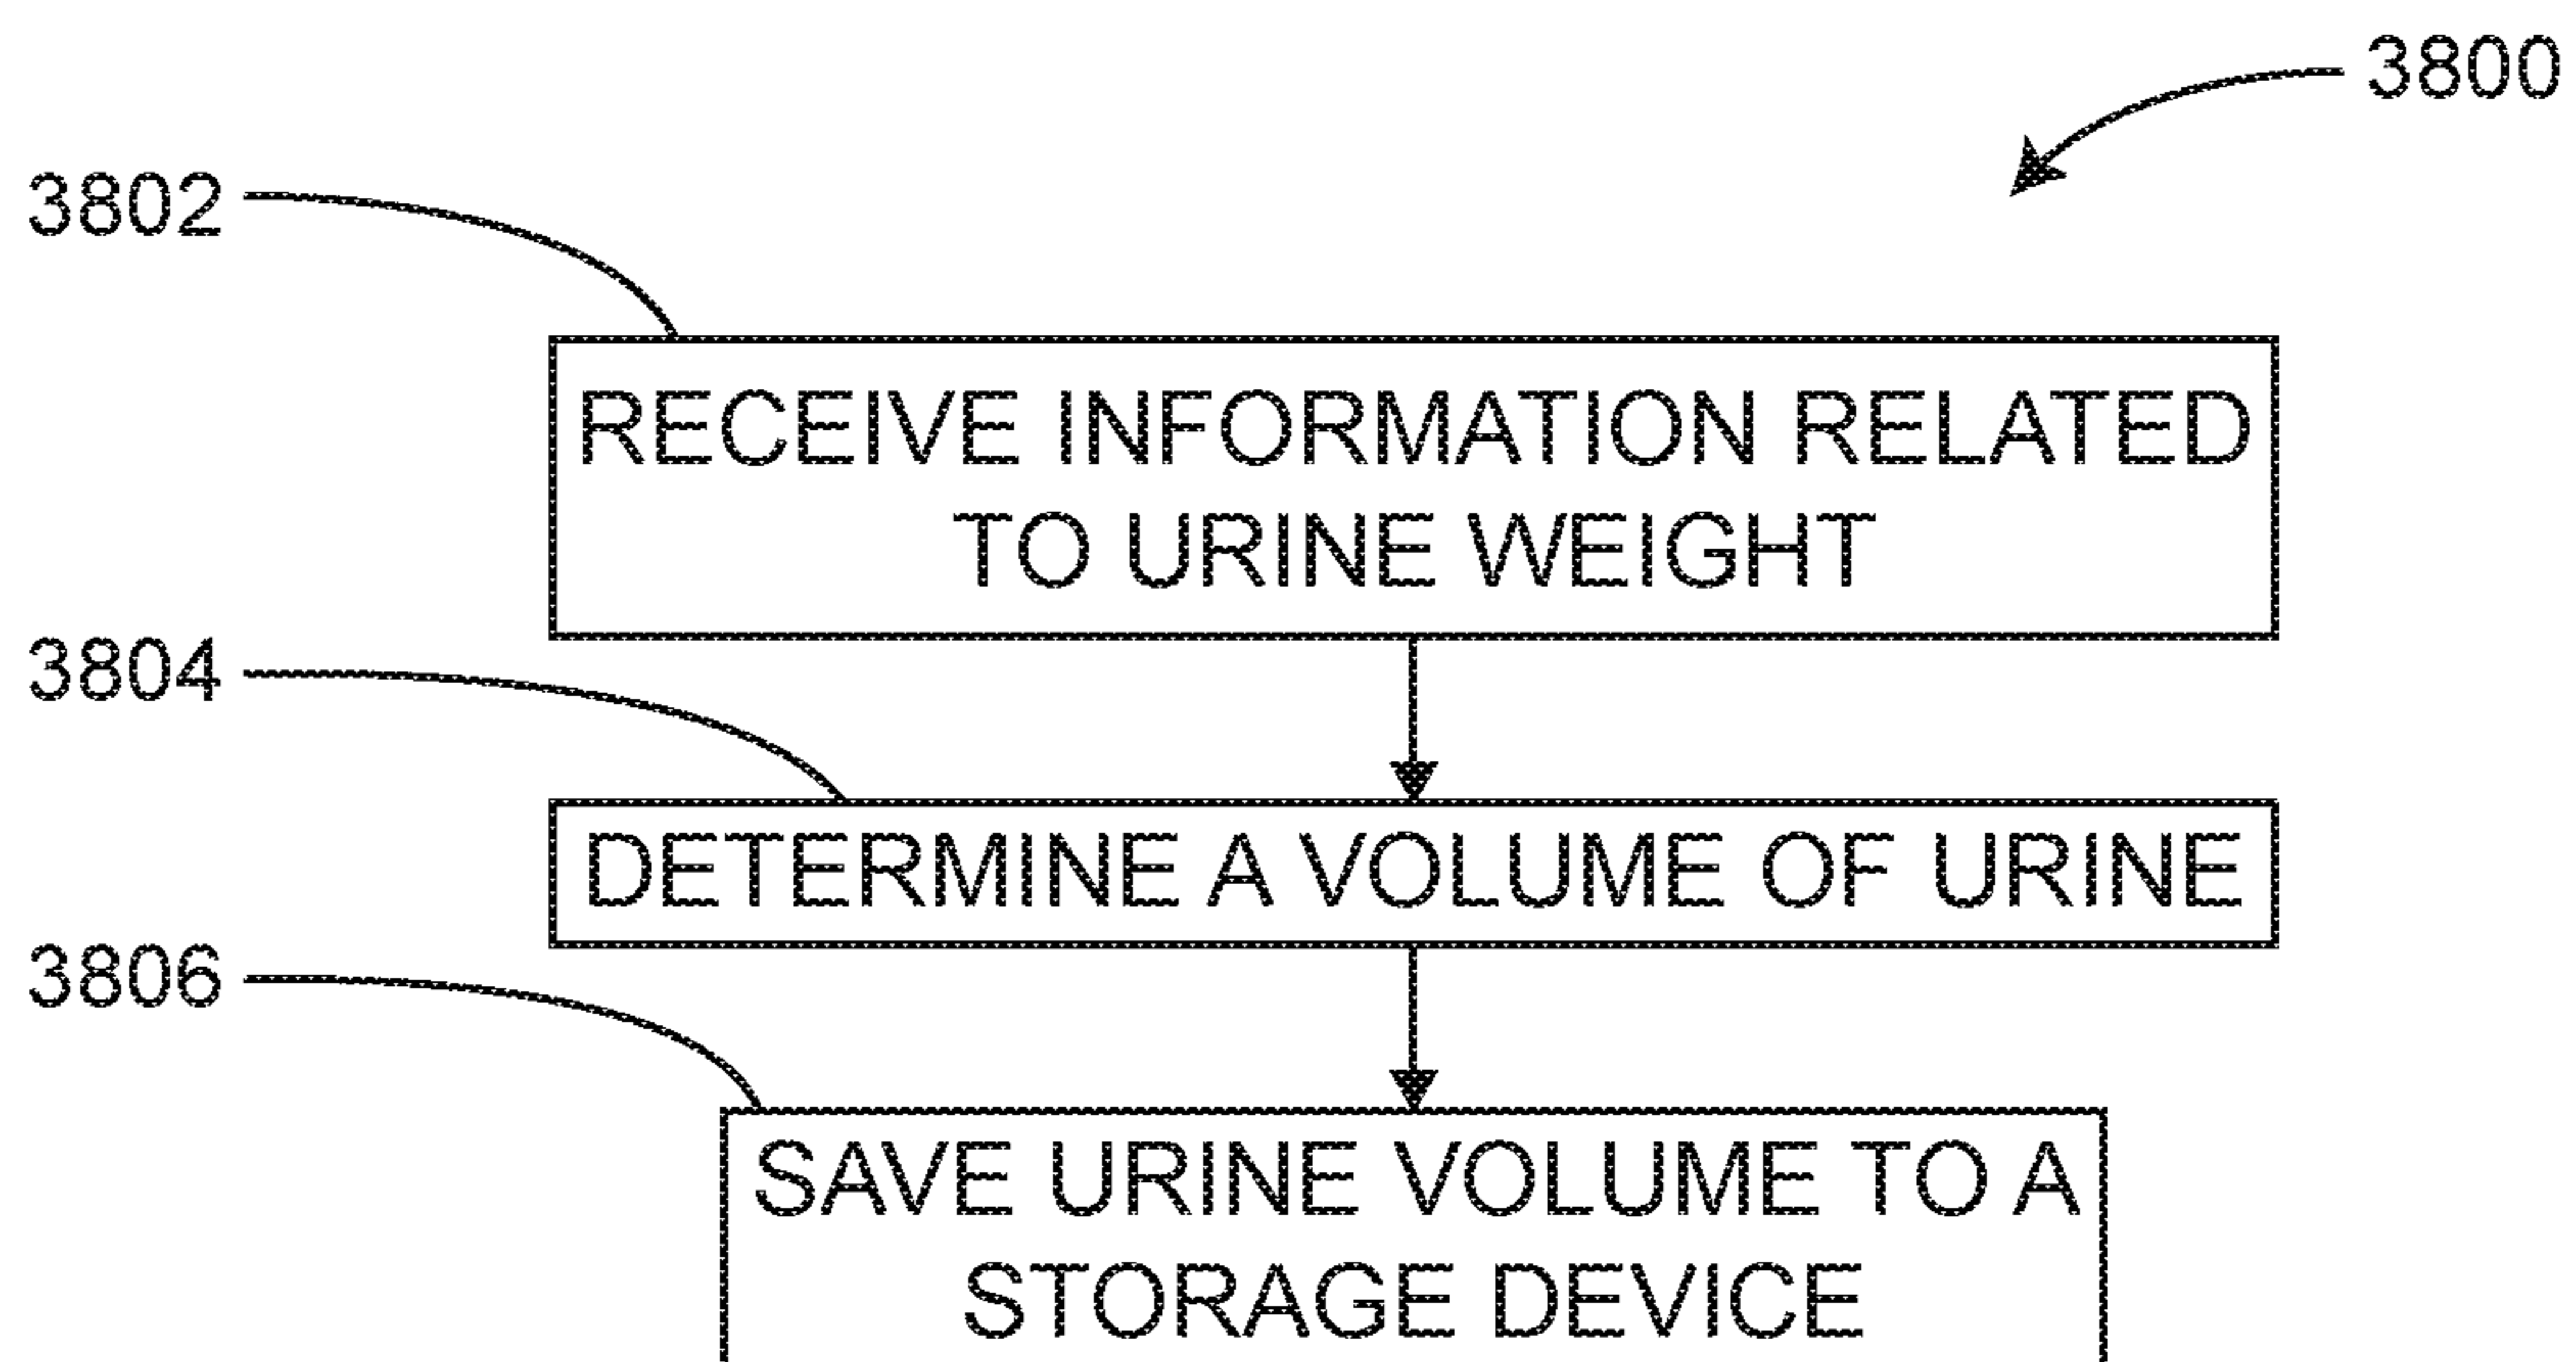 3800
3802
RECEIVE INFORMATION RELATED
TO URINE WEIGHT
3804
DETERMINE A VOLUME OF URINE
3806
SAVE URINE VOLUME TO A
STORAGE DEVICE